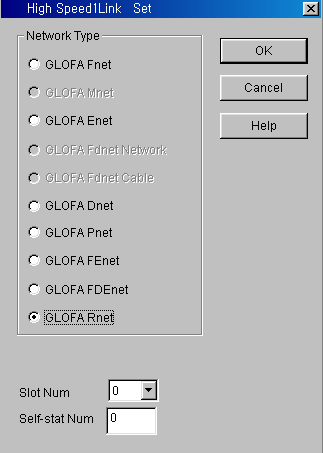 High Speed1Link Set
Network Type
GLOFA Fnet
GLOFA Mnet
GLOFA Enet
GLOFA Fdnet Network
GLOFA Fdnet Cable
GLOFA Dnet
GLOFA Pnet
GLOFA FEnet
GLOFA FDEnet
GLOFA Rnet
OK
Cancel
Help
Slot Num 0
Self-stat Num 0